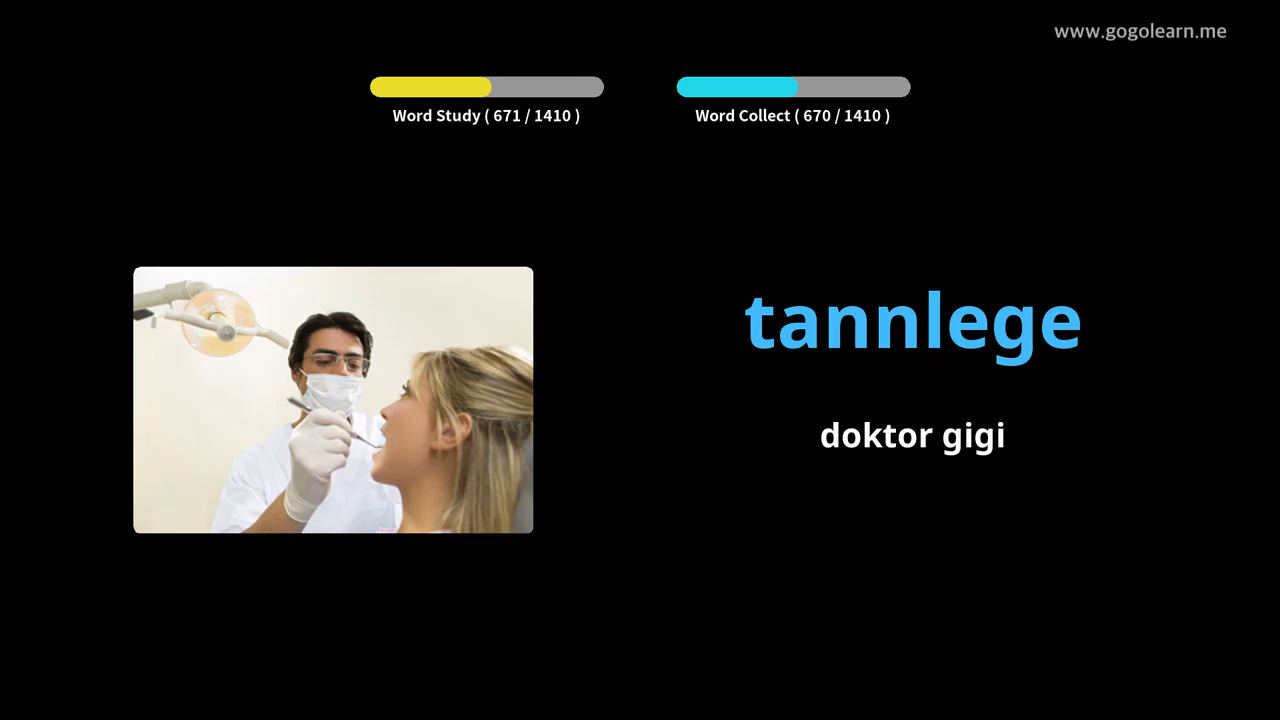 www.gogolearn.me
Word Study ( 671 / 1410 )
Word Collect ( 670 / 1410 )
tannlege
doktor gigi